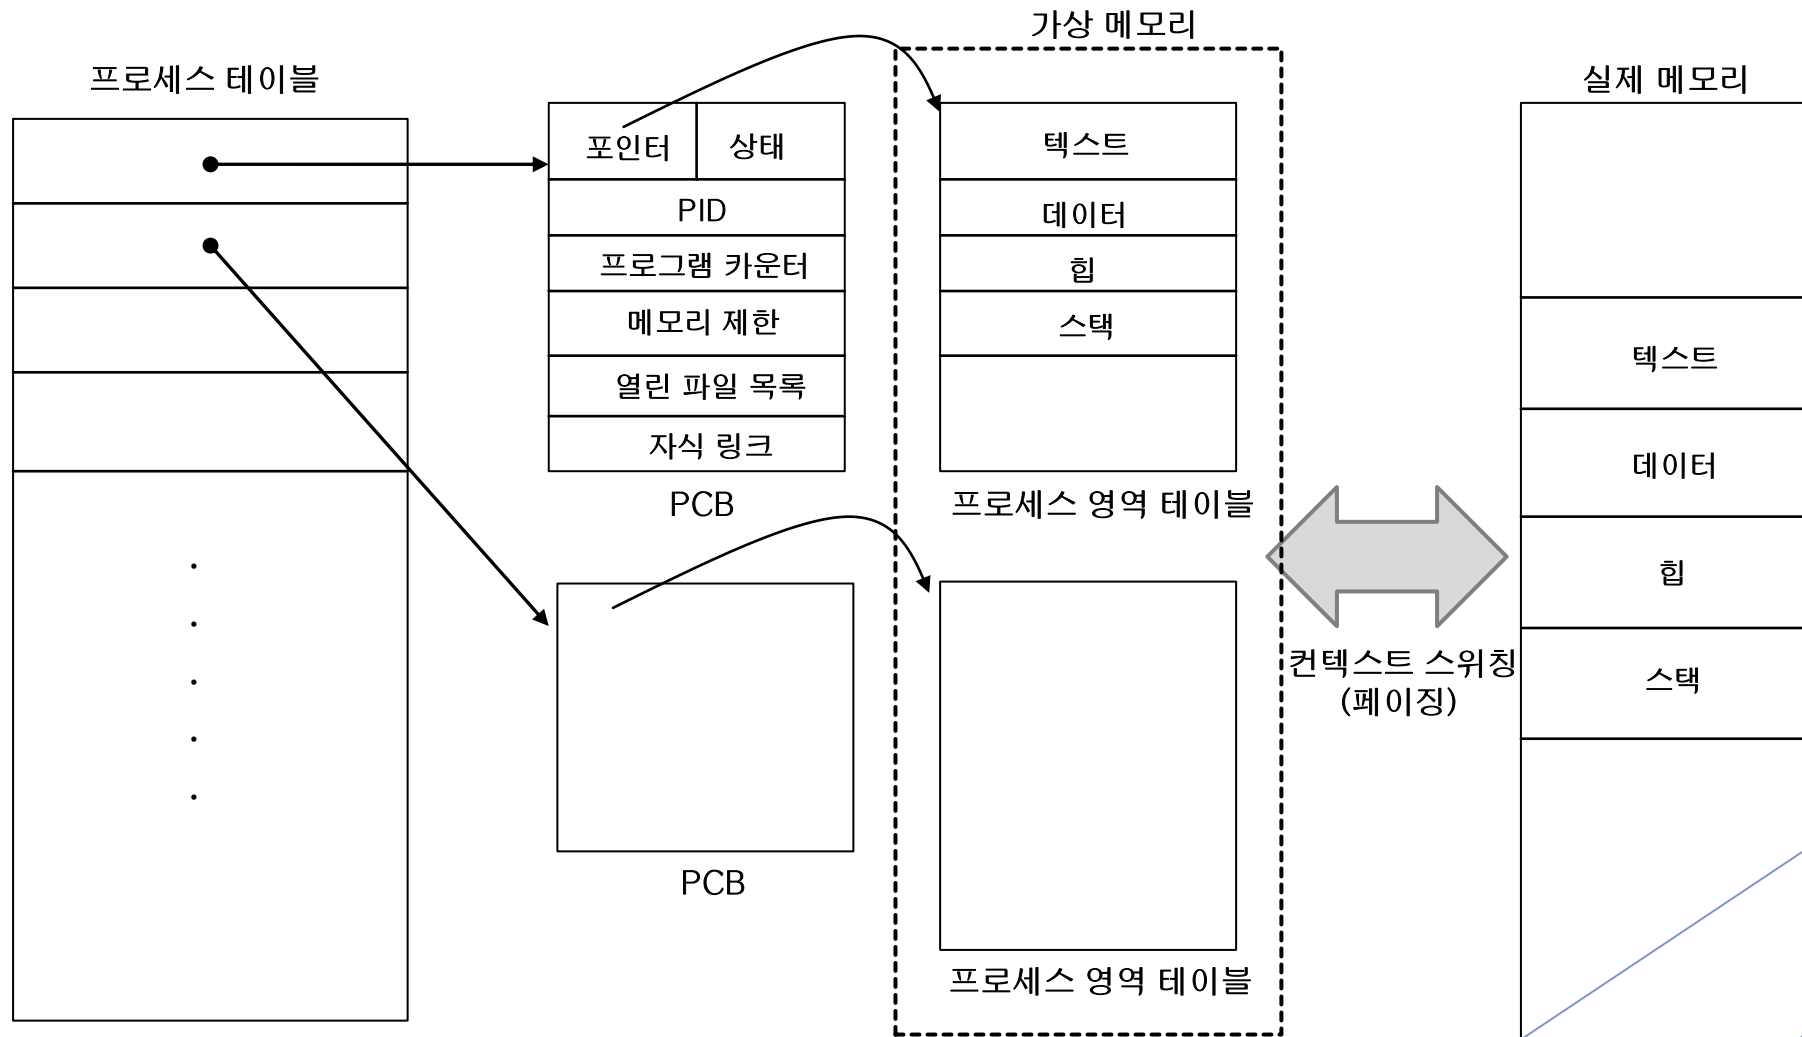 가상 메모리
프로세스 테이블
실제 메모리
포인터
상태
PID
프로그램 카운터
메모리 제한
열린 파일 목록
자식 링크
PCB
텍스트
데이터
힙
스택
프로세스 영역 테이블
텍스트
데이터
힙
스택
컨텍스트 스위칭
(페이징)
PCB
프로세스 영역 테이블